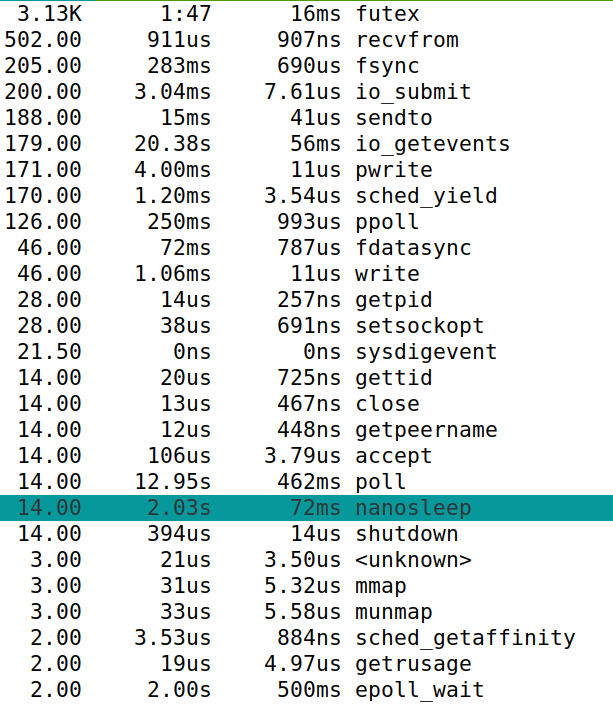 3.13K 1:47 16ms futex
502.00 911us 907ns recvfrom
205.00 283ms 690us fsync
200.00 3.04ms 7.61us io_submit
188.00 15ms 41us sendto
179.00 20.38s 56ms io_getevents
171.00 4.00ms 11us pwrite
170.00 1.20ms 3.54us sched_yield
126.00 250ms 993us ppoll
46.00 72ms 787us fdatasync
46.00 1.06ms 11us write
28.00 14us 257ns getpid
28.00 38us 691ns setsockopt
21.50 0ns 0ns sysdigevent
14.00 20us 725ns gettid
14.00 13us 467ns close
14.00 12us 448ns getpeername
14.00 106us 3.79us accept
14.00 12.95s 462ms poll
14.00 2.03s 72ms nanosleep
14.00 394us 14us shutdown
3.00 21us 3.50us <unknown>
3.00 31us 5.32us mmap
3.00 33us 5.58us munmap
2.00 3.53us 884ns sched_getaffinity
2.00 19us 4.97us getrusage
2.00 2.00s 500ms epoll_wait